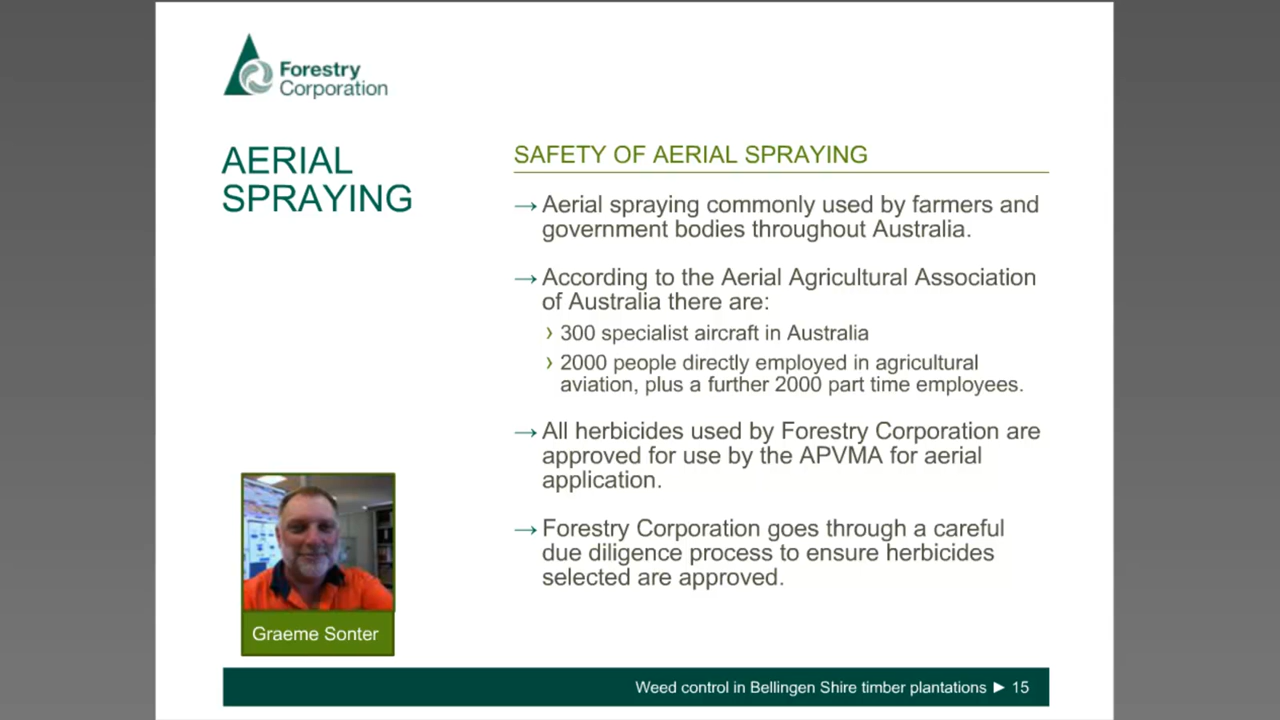 Forestry
Corporation
AERIAL
SPRAYING
SAFETY OF AERIAL SPRAYING
→ Aerial spraying commonly used by farmers and
government bodies throughout Australia.
→ According to the Aerial Agricultural Association
of Australia there are:
› 300 specialist aircraft in Australia
› 2000 people directly employed in agricultural
aviation, plus a further 2000 part time employees.
→ All herbicides used by Forestry Corporation are
approved for use by the APVMA for aerial
application.
→ Forestry Corporation goes through a careful
due diligence process to ensure herbicides
selected are approved.
Graeme Sonter
Weed control in Bellingen Shire timber plantations ► 15